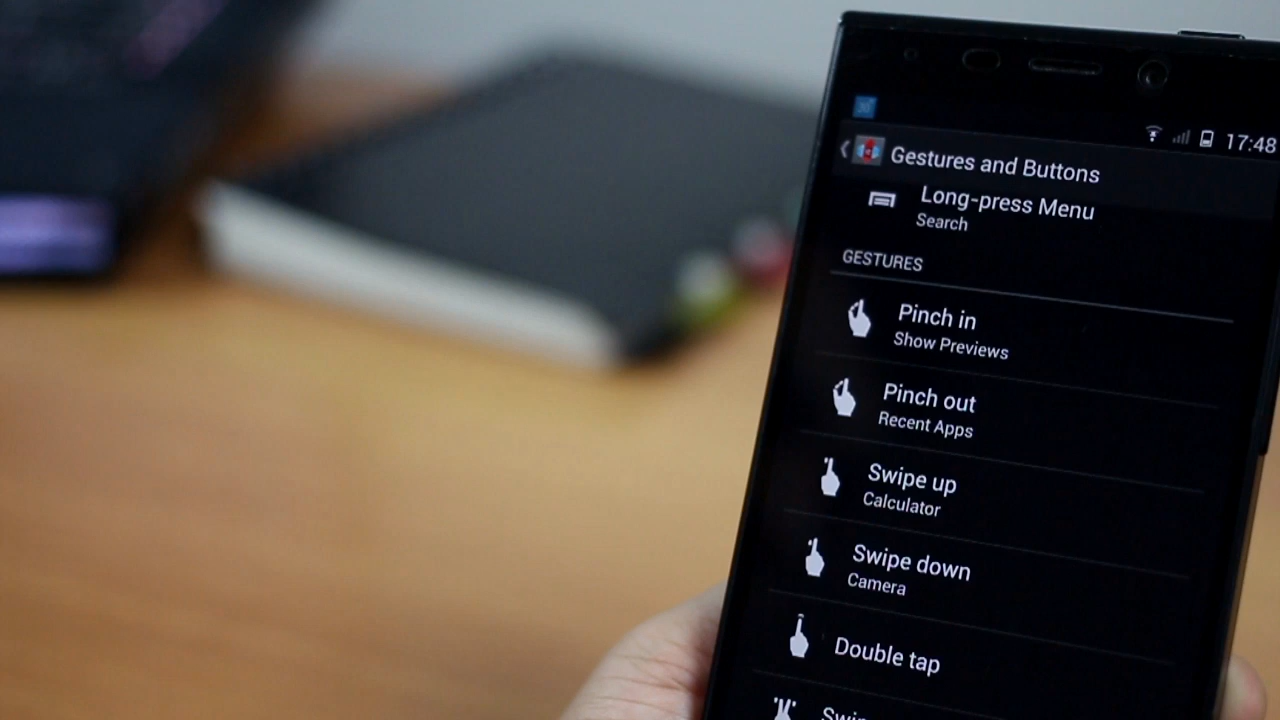 17:48
Gestures and Buttons
Long-press Menu
Search
GESTURES
Pinch in
Show Previews
Pinch out
Recent Apps
Swipe up
Calculator
Swipe down
Camera
Double tap